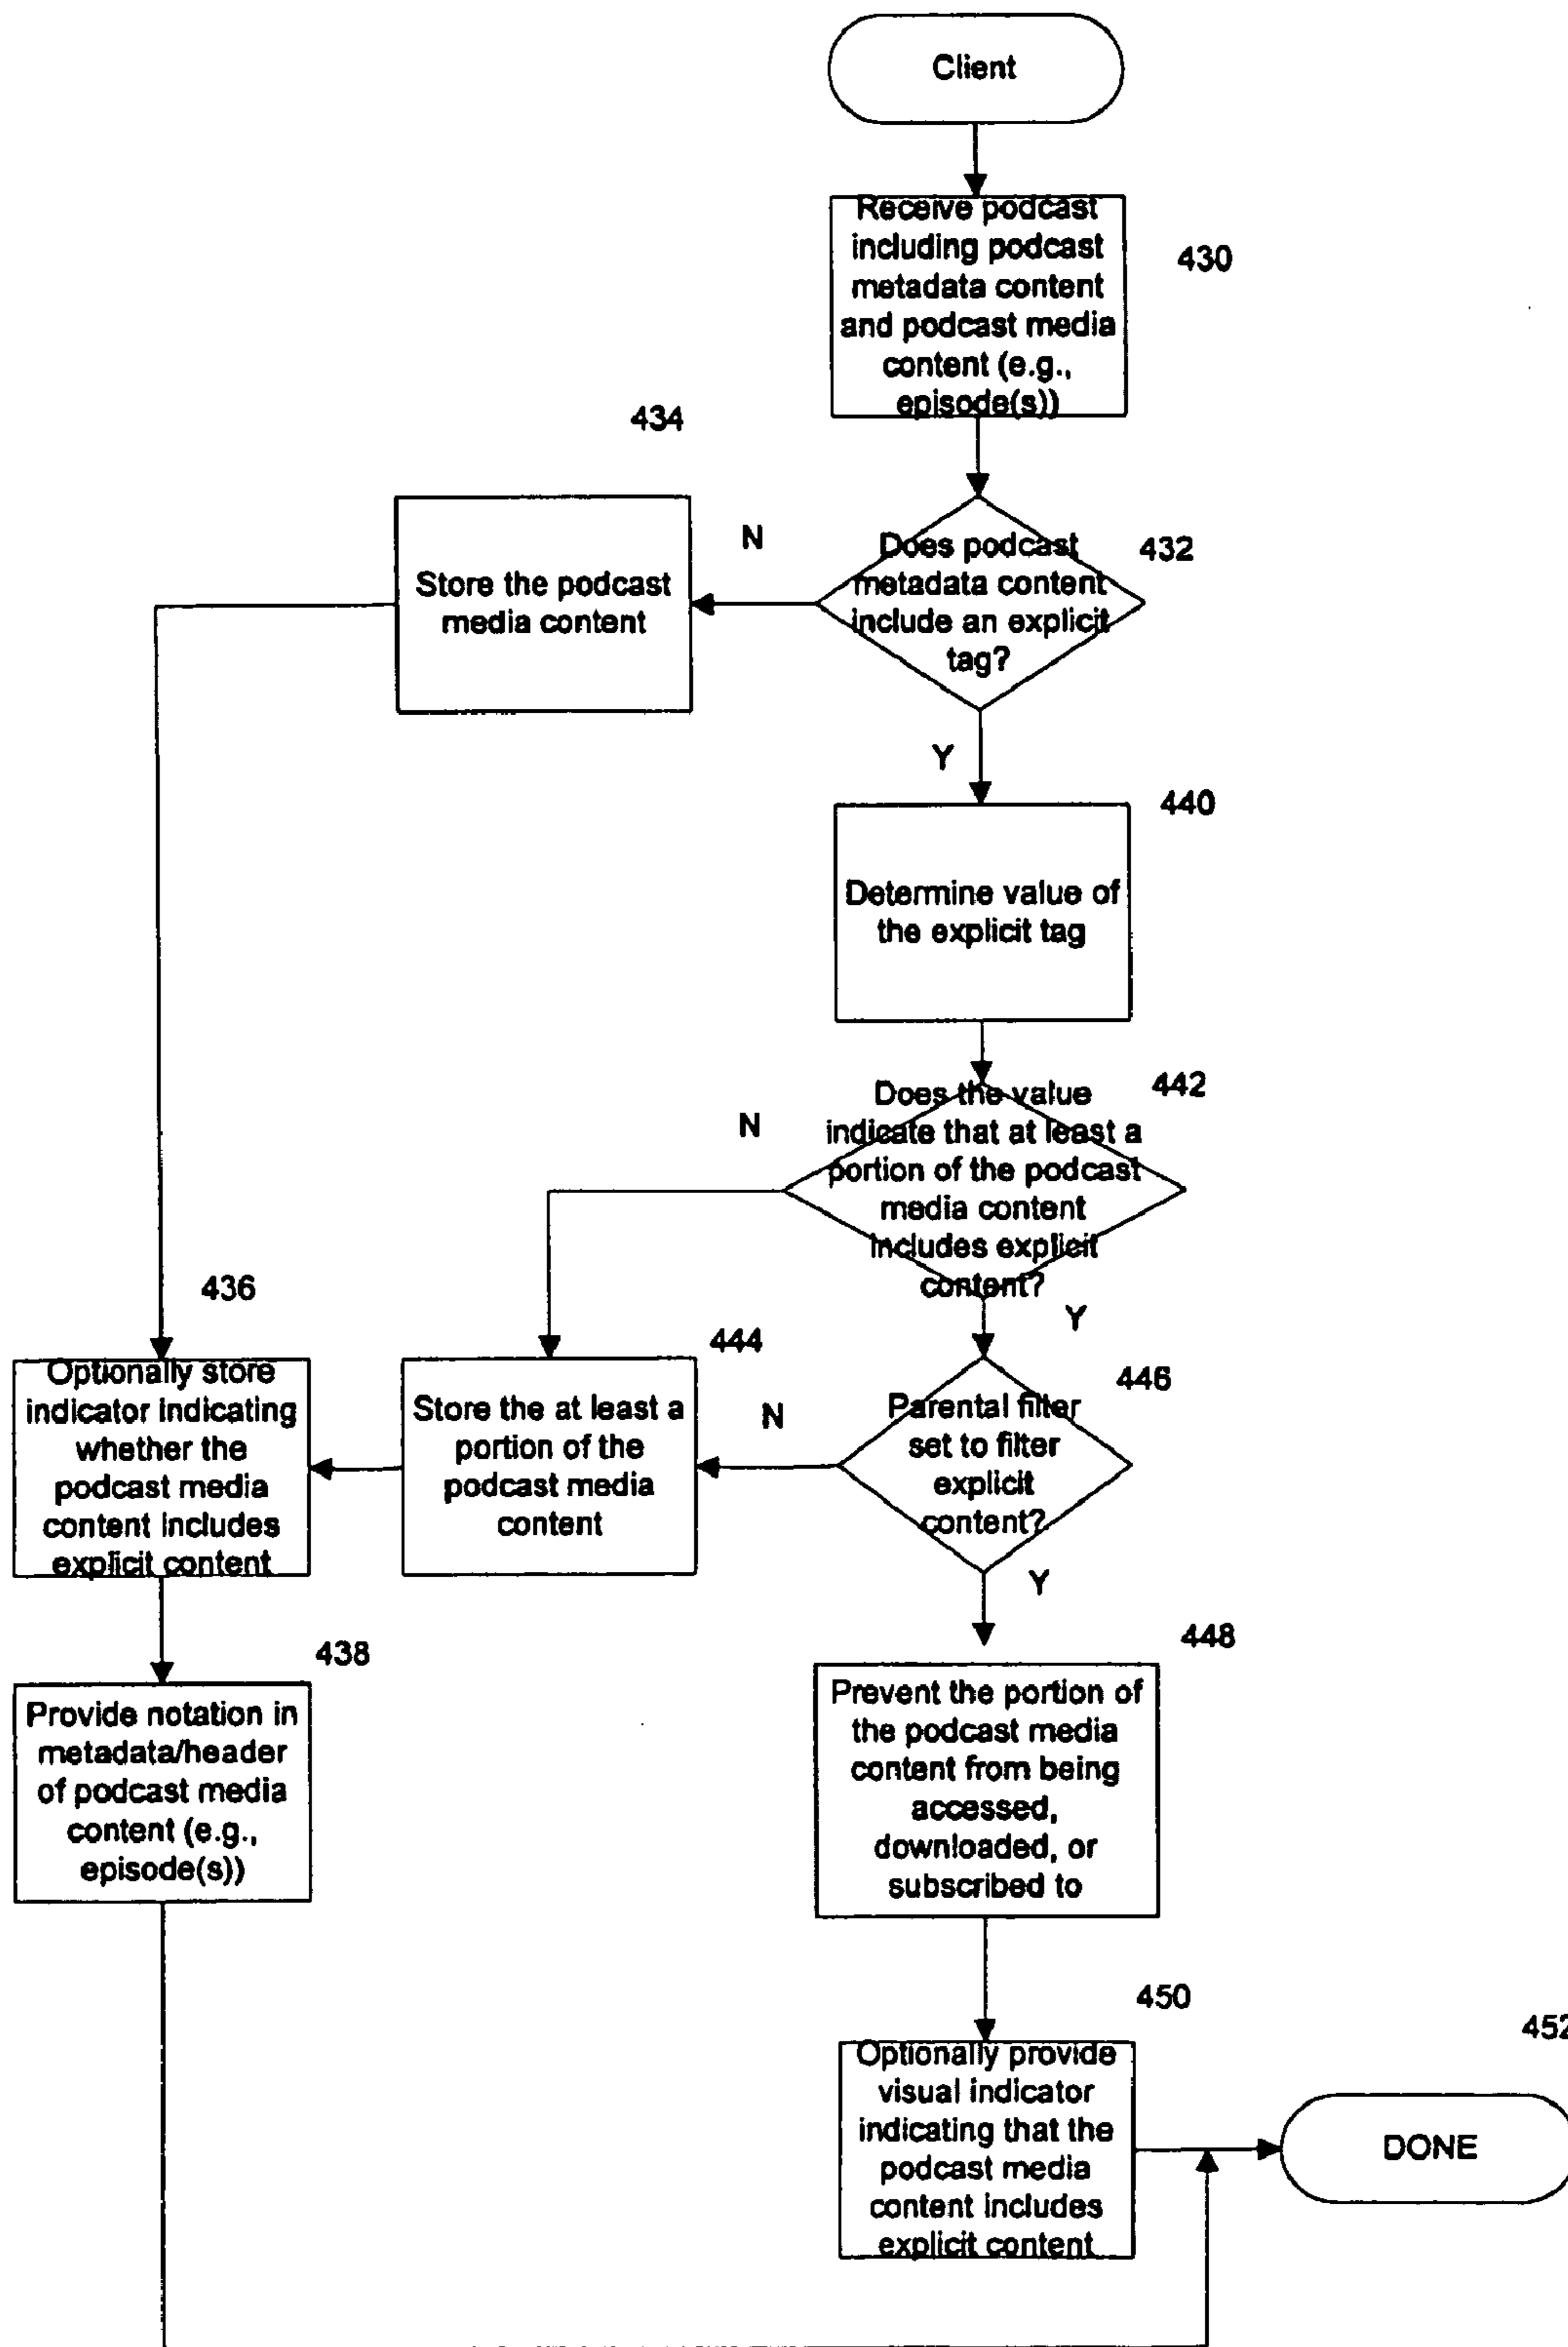 Client
Receive podcast
including podcast
metadata content
and podcast media
content (e.g.,
episode(s))
430
434
Store the podcast
media content
N
Does podcast
metadata content
include an explicit
tag?
432
Y
440
Determine value of
the explicit tag
442
N
Does the value
indicate that at least a
portion of the podcast
media content
includes explicit
content?
Y
436
Optionally store
indicator indicating
whether the
podcast media
content includes
explicit content
444
Store the at least a
portion of the
podcast media
content
N
446
Parental filter
set to filter
explicit
content?
Y
438
Provide notation in
metadata/header
of podcast media
content (e.g.,
episode(s))
448
Prevent the portion of
the podcast media
content from being
accessed,
downloaded, or
subscribed to
450
Optionally provide
visual indicator
indicating that the
podcast media
content includes
explicit content
452
DONE